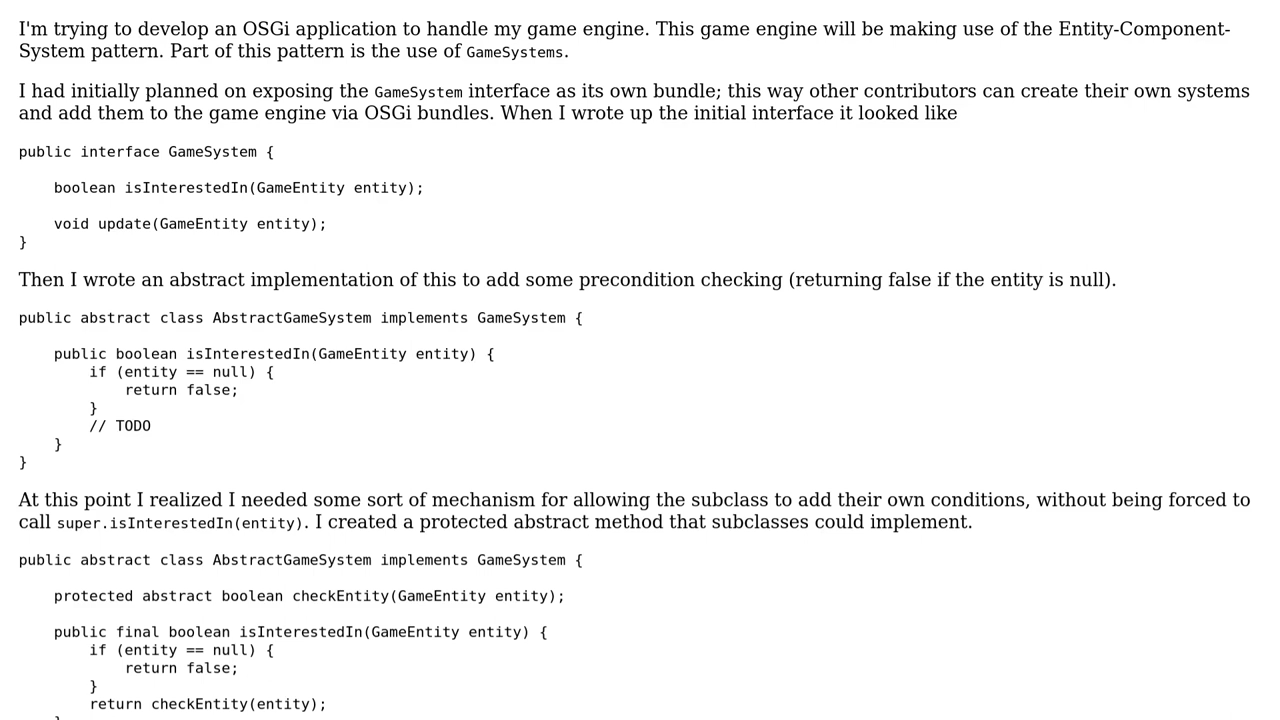 I'm trying to develop an OSGi application to handle my game engine. This game engine will be making use of the Entity-Component-
System pattern. Part of this pattern is the use of GameSystems.
I had initially planned on exposing the GameSystem interface as its own bundle; this way other contributors can create their own systems
and add them to the game engine via OSGi bundles. When I wrote up the initial interface it looked like
public interface GameSystem {
    boolean isInterestedIn(GameEntity entity);
    void update(GameEntity entity);
}
Then I wrote an abstract implementation of this to add some precondition checking (returning false if the entity is null).
public abstract class AbstractGameSystem implements GameSystem {
    public boolean isInterestedIn(GameEntity entity) {
        if (entity == null) {
            return false;
        }
        // TODO
    }
}
At this point I realized I needed some sort of mechanism for allowing the subclass to add their own conditions, without being forced to
call super.isInterestedIn(entity). I created a protected abstract method that subclasses could implement.
public abstract class AbstractGameSystem implements GameSystem {
    protected abstract boolean checkEntity(GameEntity entity);
    public final boolean isInterestedIn(GameEntity entity) {
        if (entity == null) {
            return false;
        }
        return checkEntity(entity);